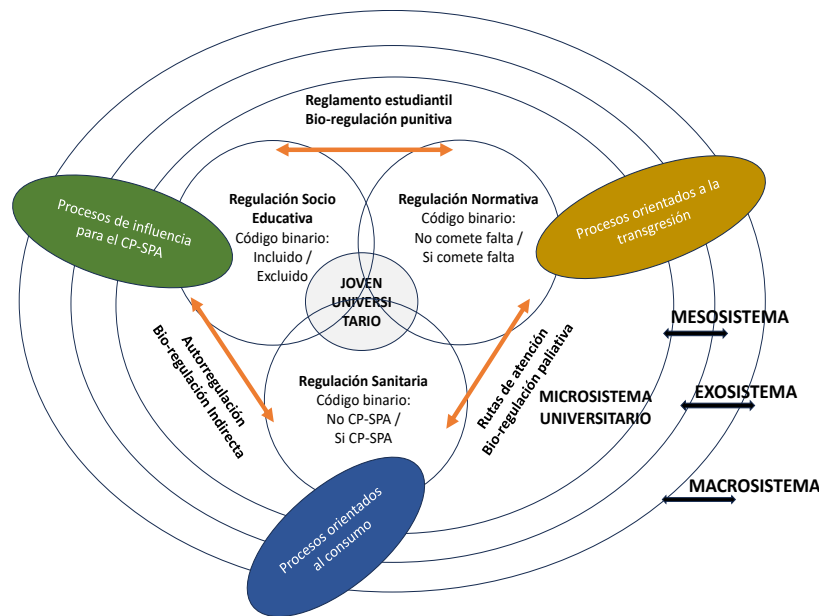 Reglamento estudiantil
Bio-regulación punitiva
Procesos de influencia
para el CP-SPA
Regulación Socio
Educativa
Código binario:
Incluido /
Excluido
Regulación Normativa
Código binario:
No comete falta /
Si comete falta
Procesos orientados a la
transgresión
JOVEN
UNIVERSI
TARIO
Autorregulación
Bio-regulación Indirecta
Regulación Sanitaria
Código binario:
No CP-SPA /
Si CP-SPA
Rutas de atención
Bio-regulación paliativa
MICROSISTEMA
UNIVERSITARIO
MESOSISTEMA
EXOSISTEMA
MACROSISTEMA
Procesos orientados
al consumo